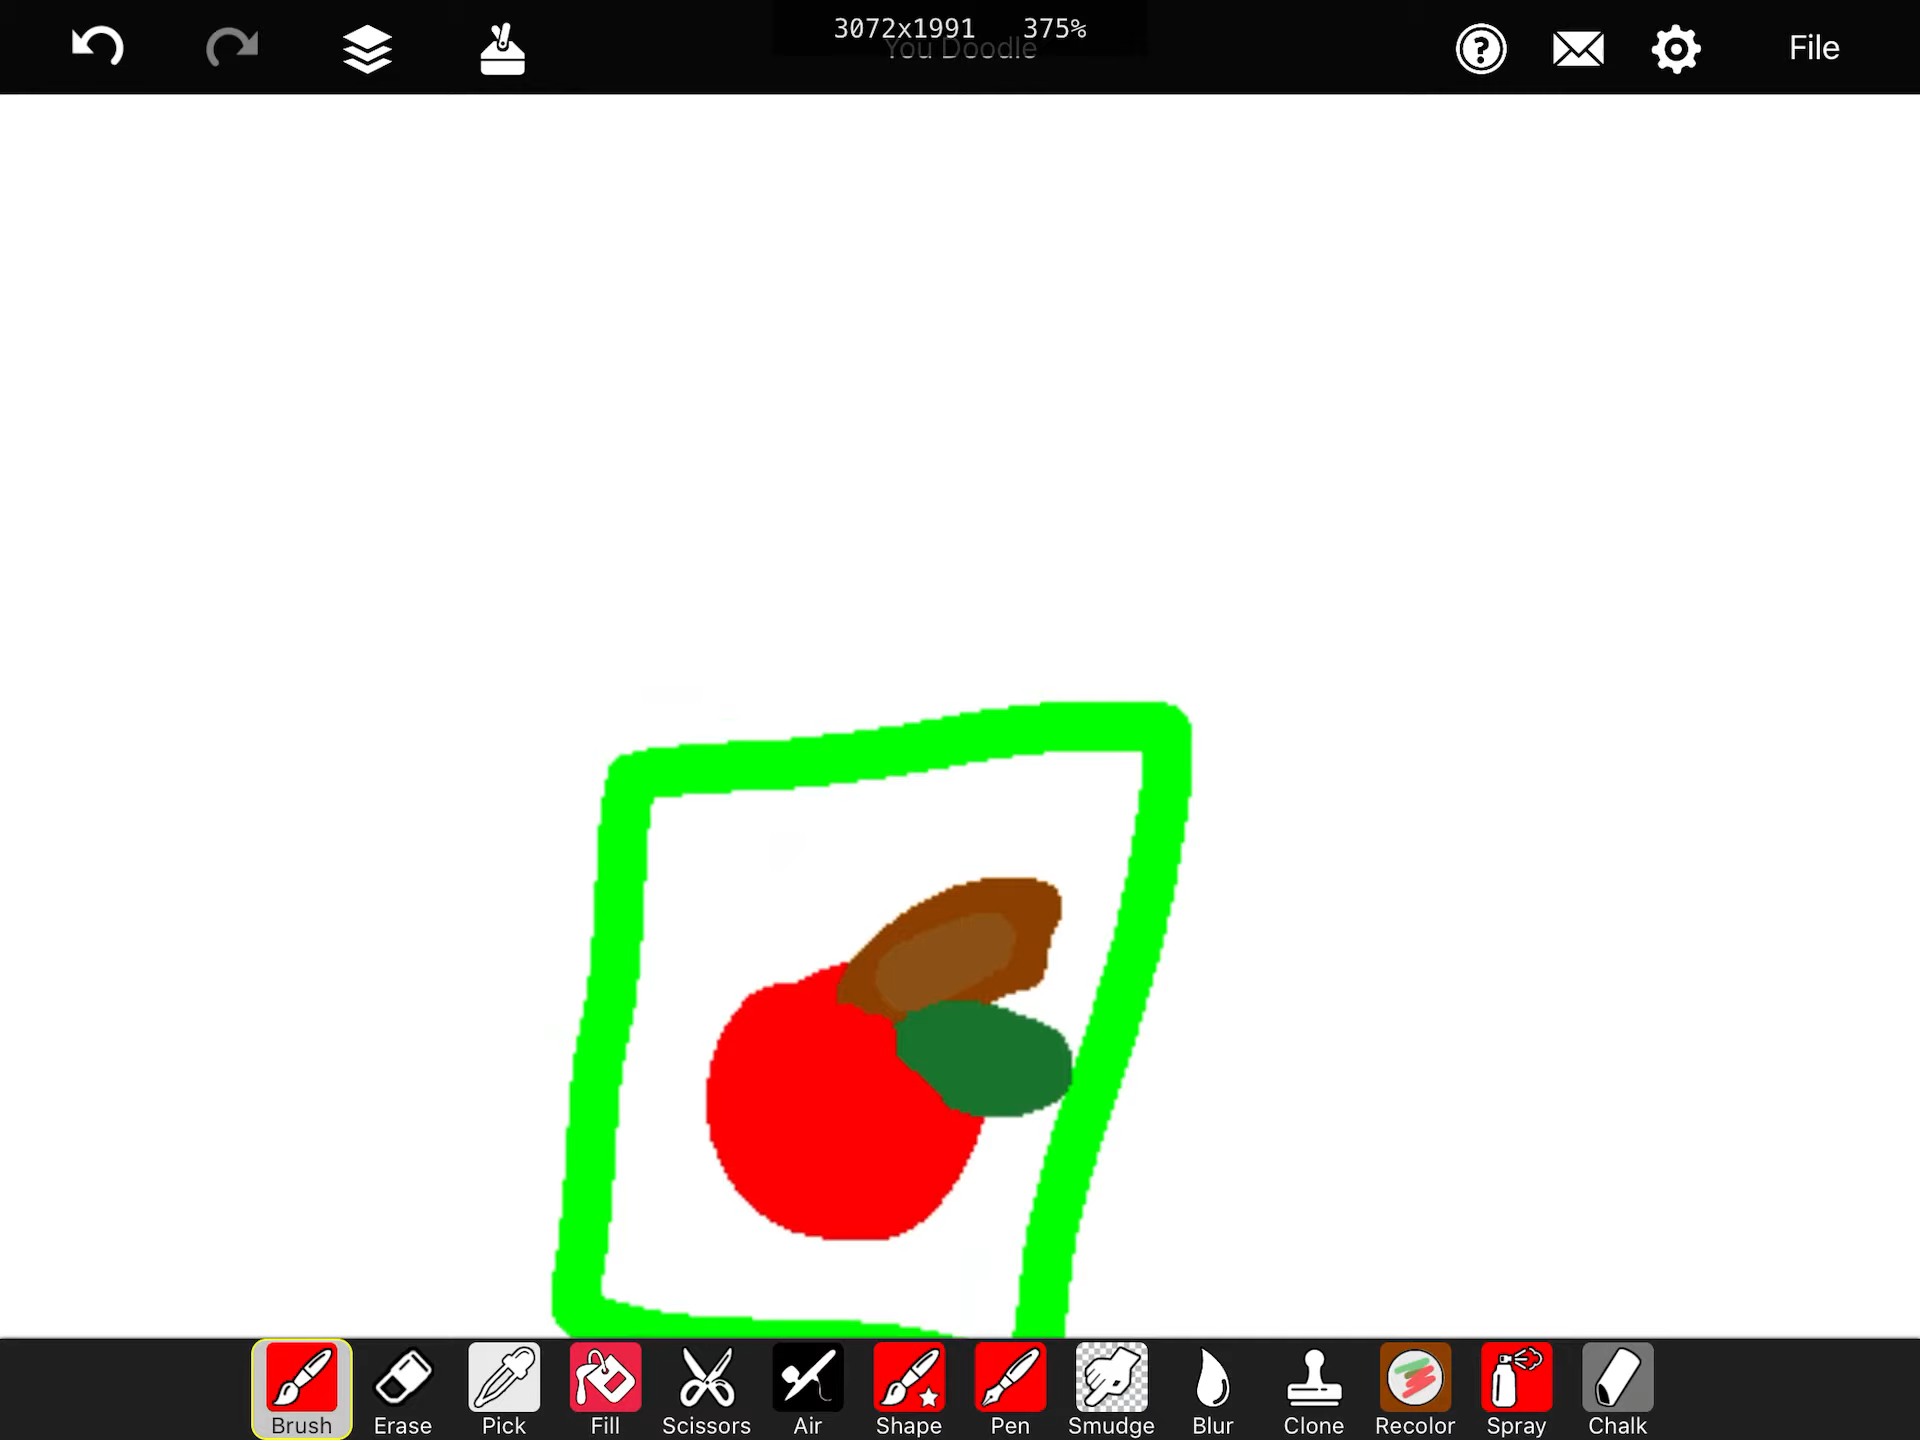 3072x1991 375%
You Doodle
File
Brush Erase Pick Fill Scissors Air Shape Pen Smudge Blur Clone Recolor Spray Chalk